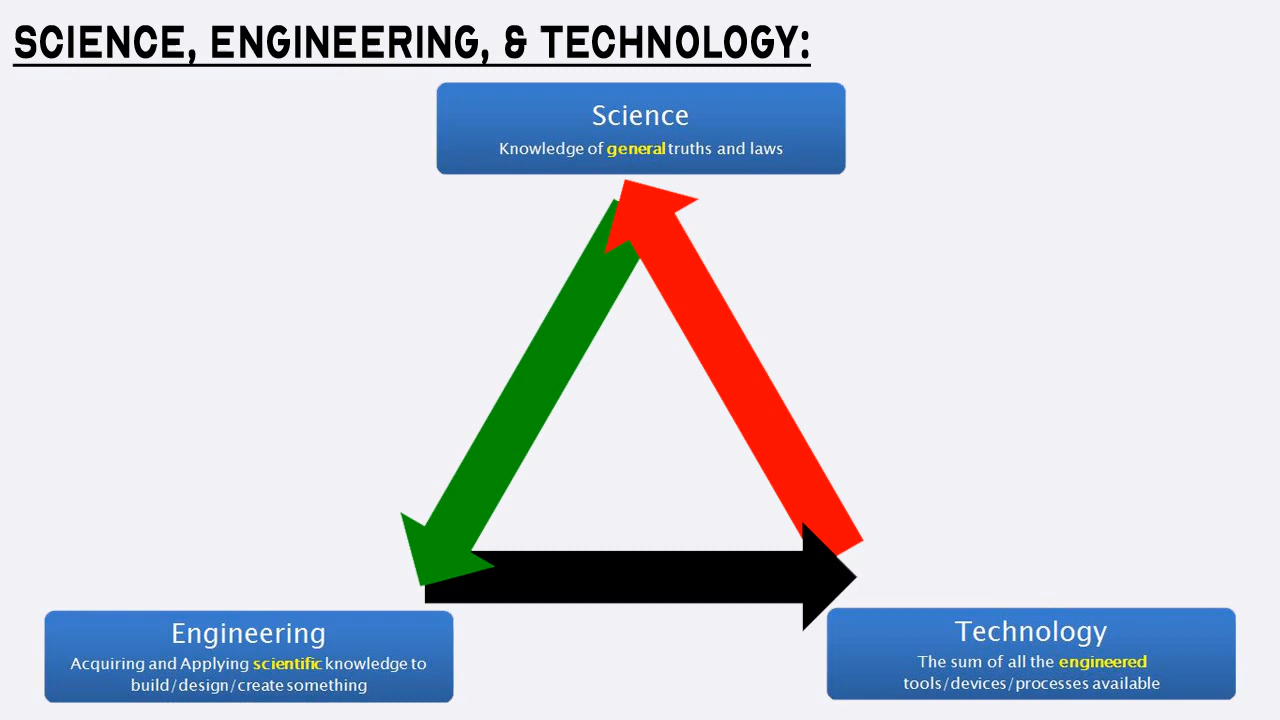 SCIENCE, ENGINEERING, & TECHNOLOGY:
Science
Knowledge of general truths and laws
Engineering
Acquiring and Applying scientific knowledge to
build/design/create something
Technology
The sum of all the engineered
tools/devices/processes available